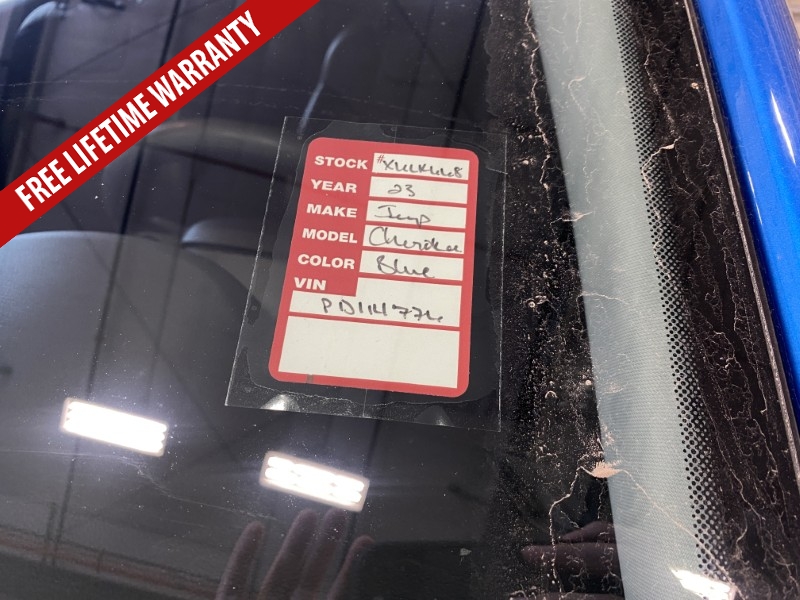 FREE LIFETIME WARRANTY
STOCK
YEAR 23
MAKE Jeep
MODEL Cherokee
COLOR Blue
VIN
PD114774